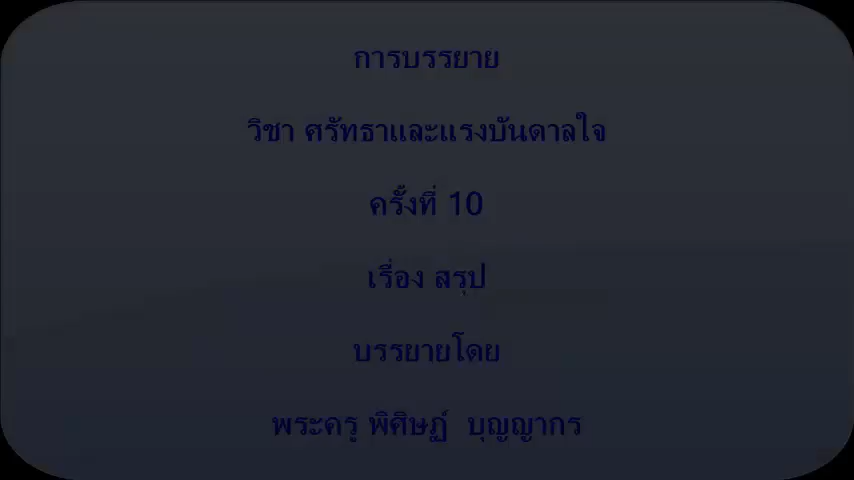 การบรรยาย
วิชา ศรัทธาและแรงบันดาลใจ
ครั้งที่ 10
เรื่อง สรุป
บรรยายโดย
พระครู พิศิษฏ์ บุญญากร